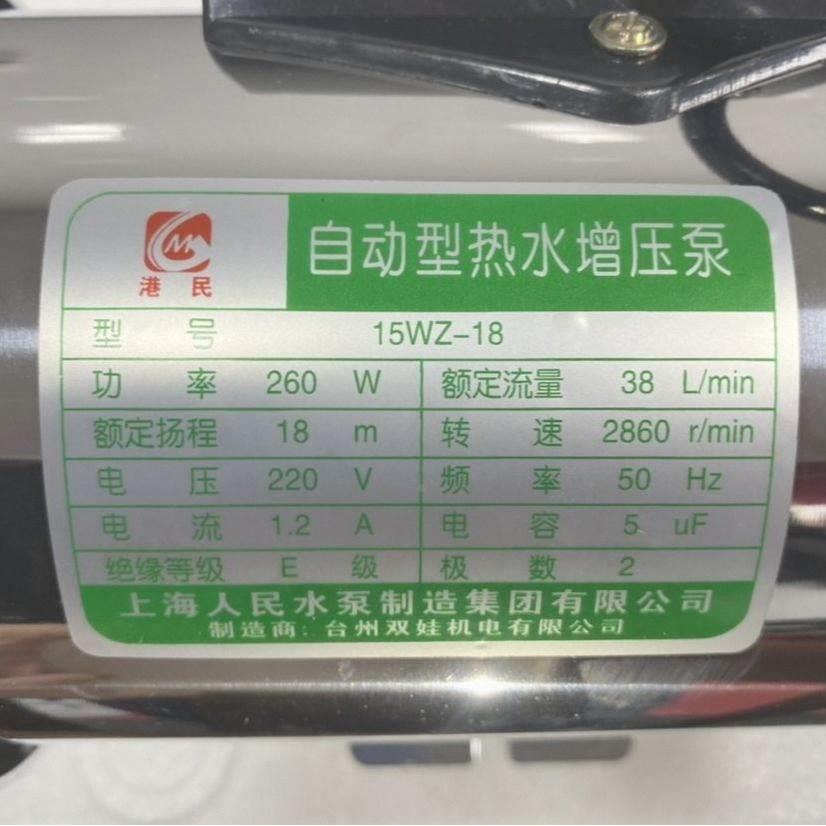 港民
自动型热水增压泵
型号 15WZ-18
功率 260 W 额定流量 38 L/min
额定扬程 18 m 转速 2860 r/min
电压 220 V 频率 50 Hz
电流 1.2 A 电容 5 uF
绝缘等级 E 级 极数 2
上海人民水泵制造集团有限公司
制造商: 台州双娃机电有限公司